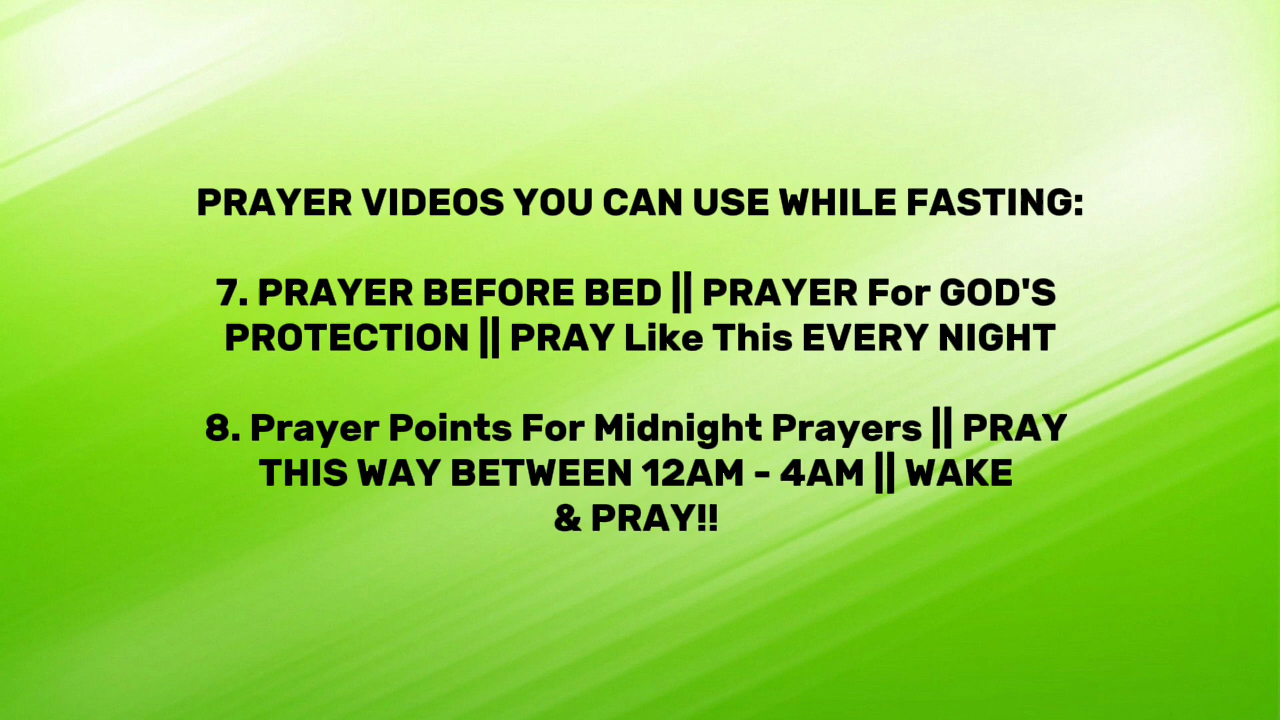 PRAYER VIDEOS YOU CAN USE WHILE FASTING:
7. PRAYER BEFORE BED || PRAYER For GOD'S
PROTECTION || PRAY Like This EVERY NIGHT
8. Prayer Points For Midnight Prayers || PRAY
THIS WAY BETWEEN 12AM - 4AM || WAKE
& PRAY!!